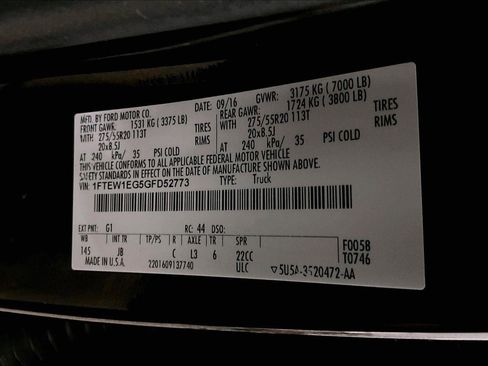 MFD. BY FORD MOTOR CO.
DATE: 09/16 GVWR: 3175 KG ( 7000 LB)
FRONT GAWR: 1531 KG ( 3375 LB) REAR GAWR: 1724 KG ( 3800 LB)
WITH 275/55R20 113T TIRES WITH 275/55R20 113T TIRES
20x8.5J RIMS 20x8.5J RIMS
AT 240 kPa/ 35 PSI COLD AT 240 kPa/ 35 PSI COLD
THIS VEHICLE CONFORMS TO ALL APPLICABLE FEDERAL MOTOR VEHICLE
SAFETY STANDARDS IN EFFECT ON THE DATE OF MANUFACTURE SHOWN ABOVE.
VIN: 1FTEW1EG5GFD52773 TYPE: Truck
EXT PNT: G1 RC: 44 DSO: F0058
WB INT TR TP/PS R AXLE TR SPR T0746
145 JB C L3 6 22CC
MADE IN U.S.A. 2201609137740 ULC ▽5U5A-3520472-AA